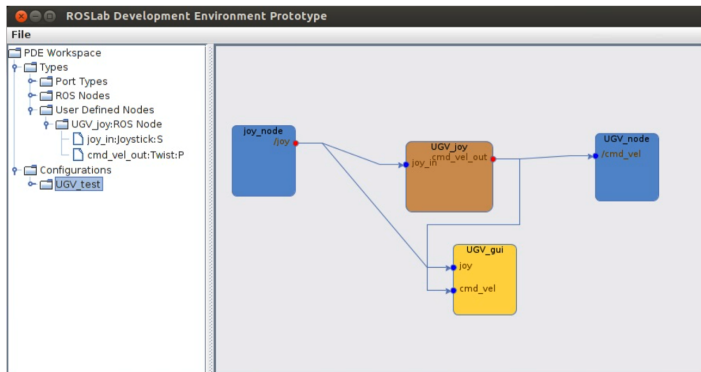 ROSLab Development Environment Prototype
File
PDE Workspace
Types
Port Types
ROS Nodes
User Defined Nodes
UGV_joy:ROS Node
joy_in:Joystick:S
cmd_vel_out:Twist:P
Configurations
UGV_test
joy_node
/joy
UGV_joy
cmd_vel_out
joy_in
UGV_node
/cmd_vel
UGV_gui
joy
cmd_vel